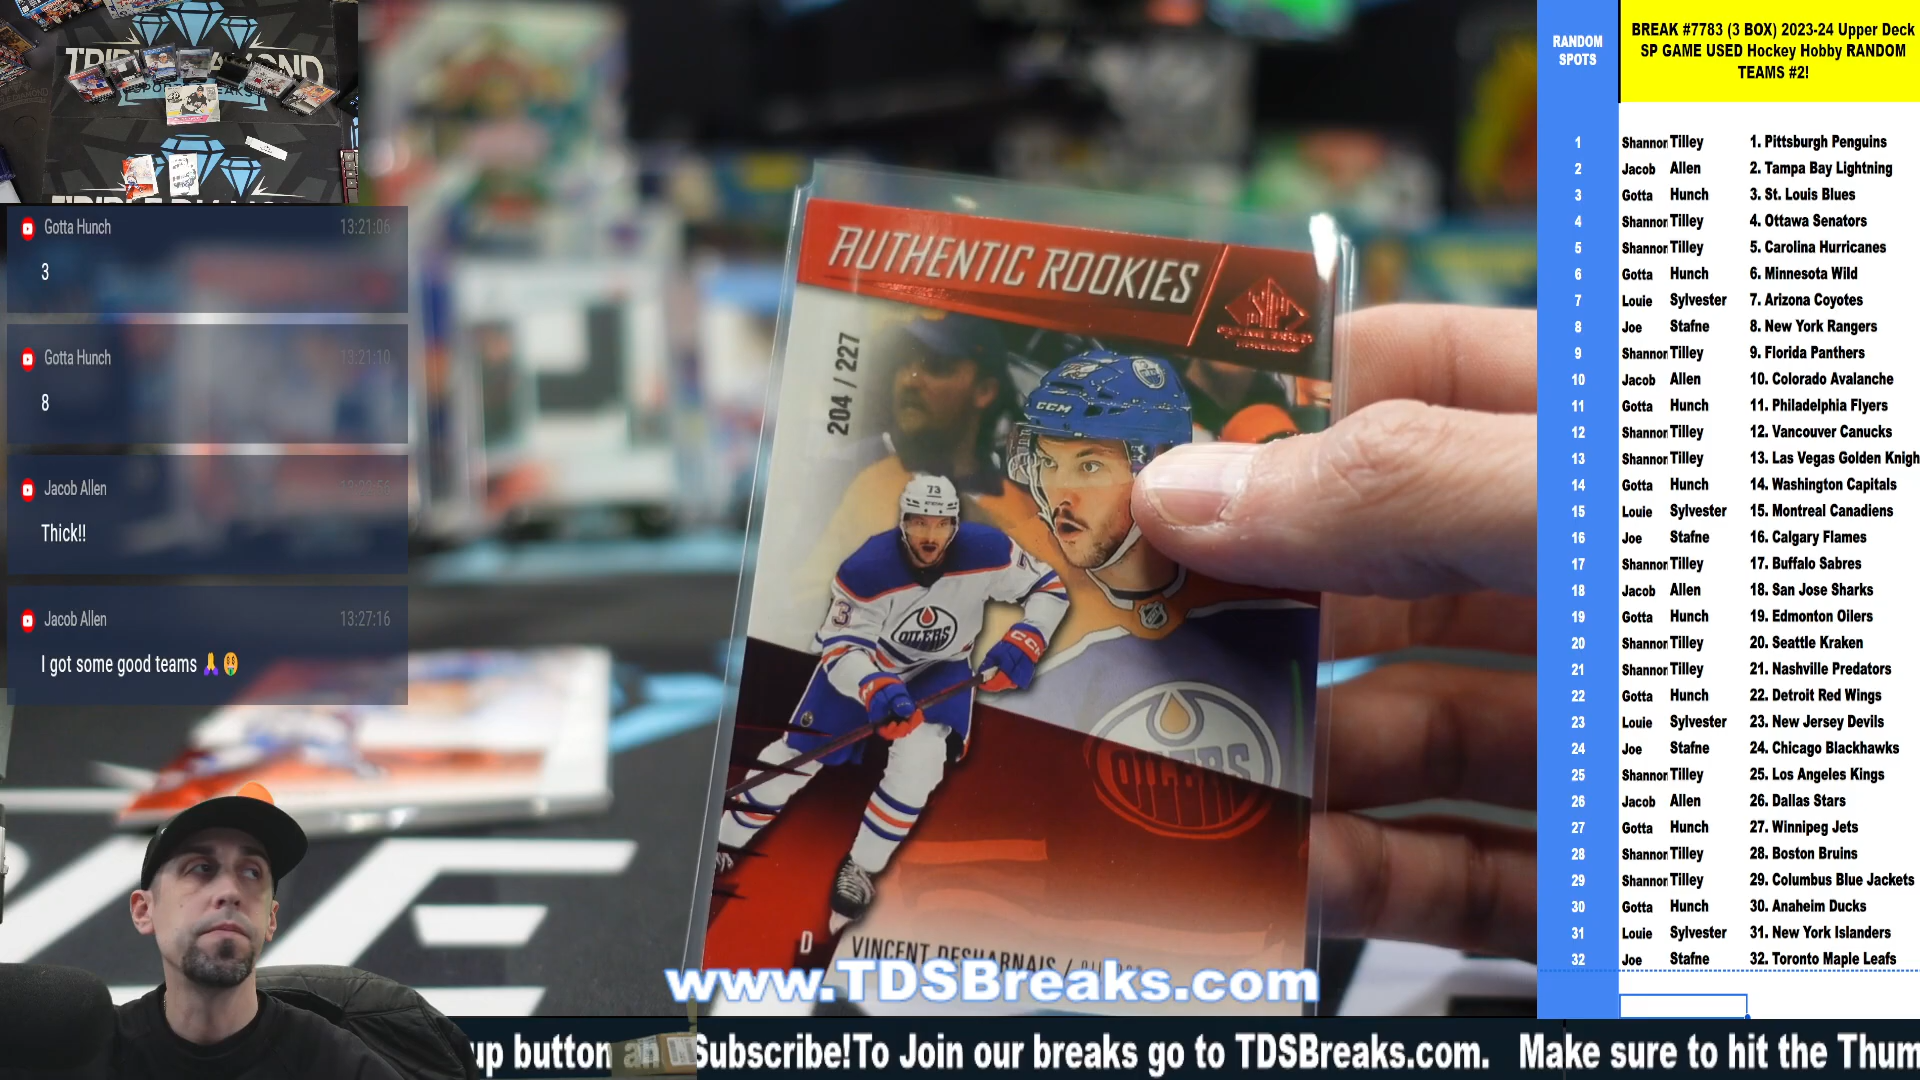 RANDOM SPOTS
BREAK #7783 (3 BOX) 2023-24 Upper Deck
SP GAME USED Hockey Hobby RANDOM
TEAMS #2!
1 Shannon Tilley 1. Pittsburgh Penguins
2 Jacob Allen 2. Tampa Bay Lightning
3 Gotta Hunch 3. St. Louis Blues
4 Shannon Tilley 4. Ottawa Senators
5 Shannon Tilley 5. Carolina Hurricanes
6 Gotta Hunch 6. Minnesota Wild
7 Louie Sylvester 7. Arizona Coyotes
8 Joe Stafne 8. New York Rangers
9 Shannon Tilley 9. Florida Panthers
10 Jacob Allen 10. Colorado Avalanche
11 Gotta Hunch 11. Philadelphia Flyers
12 Shannon Tilley 12. Vancouver Canucks
13 Shannon Tilley 13. Las Vegas Golden Knigh
14 Gotta Hunch 14. Washington Capitals
15 Louie Sylvester 15. Montreal Canadiens
16 Joe Stafne 16. Calgary Flames
17 Shannon Tilley 17. Buffalo Sabres
18 Jacob Allen 18. San Jose Sharks
19 Gotta Hunch 19. Edmonton Oilers
20 Shannon Tilley 20. Seattle Kraken
21 Shannon Tilley 21. Nashville Predators
22 Gotta Hunch 22. Detroit Red Wings
23 Louie Sylvester 23. New Jersey Devils
24 Joe Stafne 24. Chicago Blackhawks
25 Shannon Tilley 25. Los Angeles Kings
26 Jacob Allen 26. Dallas Stars
27 Gotta Hunch 27. Winnipeg Jets
28 Shannon Tilley 28. Boston Bruins
29 Shannon Tilley 29. Columbus Blue Jackets
30 Gotta Hunch 30. Anaheim Ducks
31 Louie Sylvester 31. New York Islanders
32 Joe Stafne 32. Toronto Maple Leafs
Gotta Hunch 13:21:06
3
Gotta Hunch 13:21:10
8
Jacob Allen
Thick!!
Jacob Allen 13:27:16
I got some good teams 🙏🤑
AUTHENTIC ROOKIES
SP
204 / 227
CCM
73
OILERS
CCM
OILERS
D VINCENT DESHARNAIS /
www.TDSBreaks.com
up button an Subscribe!To Join our breaks go to TDSBreaks.com. Make sure to hit the Thum